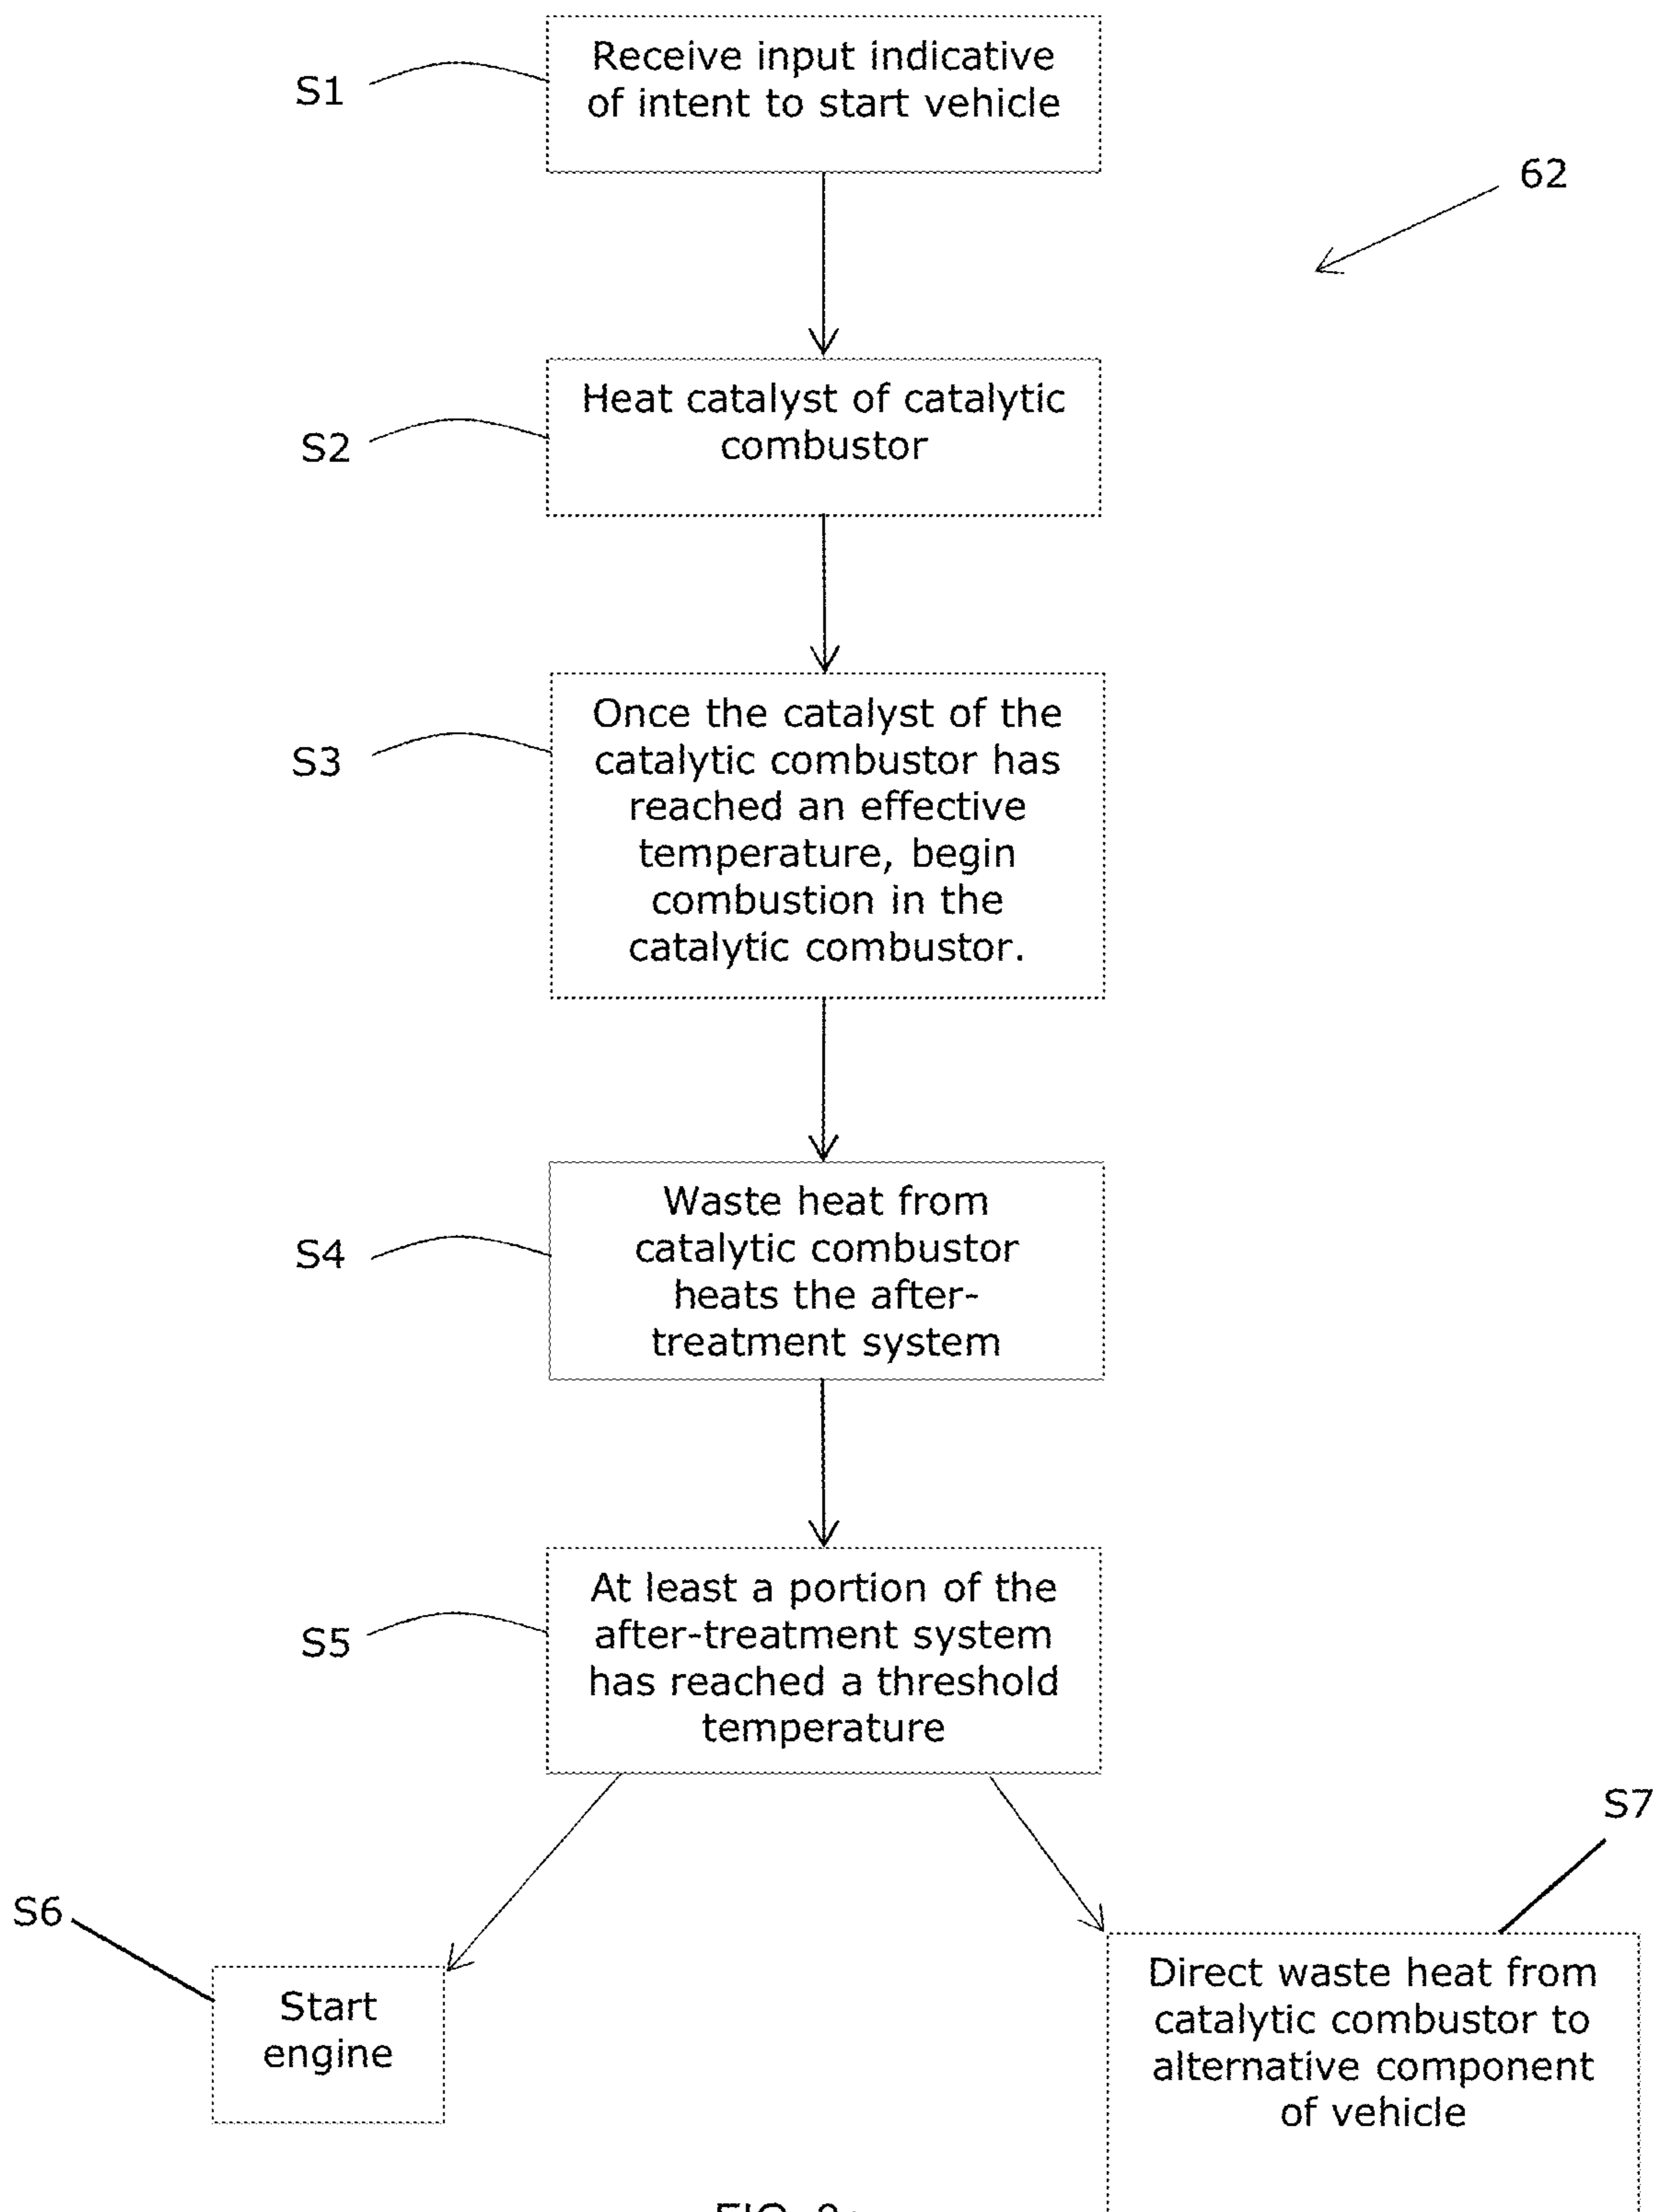 S1
Receive input indicative
of intent to start vehicle
62
S2
Heat catalyst of catalytic
combustor
S3
Once the catalyst of the
catalytic combustor has
reached an effective
temperature, begin
combustion in the
catalytic combustor.
S4
Waste heat from
catalytic combustor
heats the after-
treatment system
S5
At least a portion of the
after-treatment system
has reached a threshold
temperature
S6
Start
engine
S7
Direct waste heat from
catalytic combustor to
alternative component
of vehicle